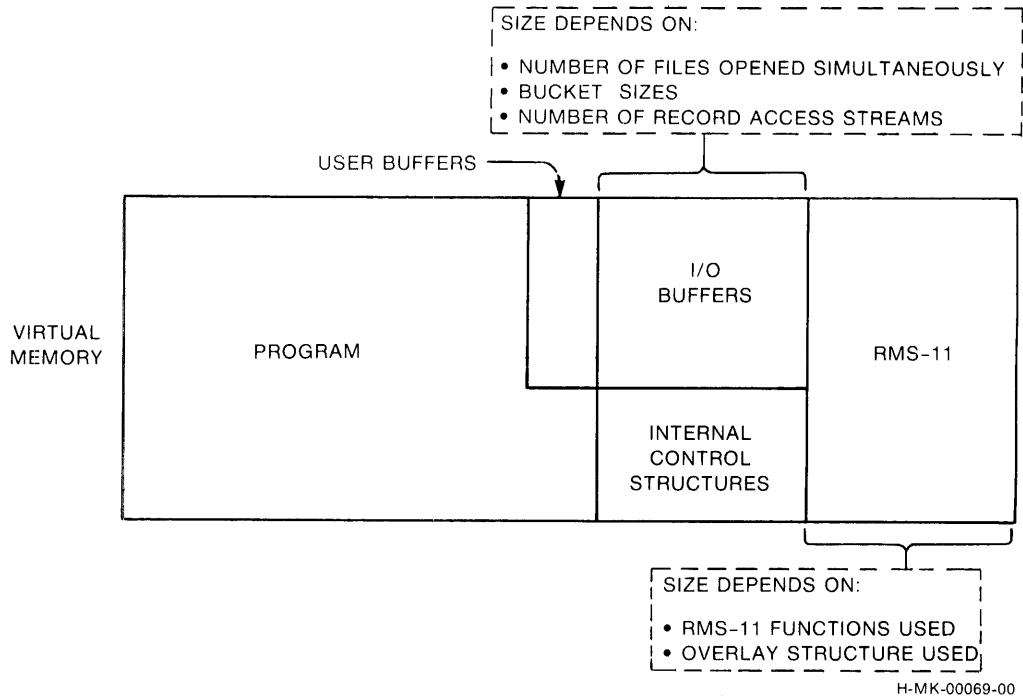 SIZE DEPENDS ON:
• NUMBER OF FILES OPENED SIMULTANEOUSLY
• BUCKET SIZES
• NUMBER OF RECORD ACCESS STREAMS
USER BUFFERS
VIRTUAL
MEMORY
PROGRAM
I/O
BUFFERS
INTERNAL
CONTROL
STRUCTURES
RMS-11
SIZE DEPENDS ON:
• RMS-11 FUNCTIONS USED
• OVERLAY STRUCTURE USED
H-MK-00069-00